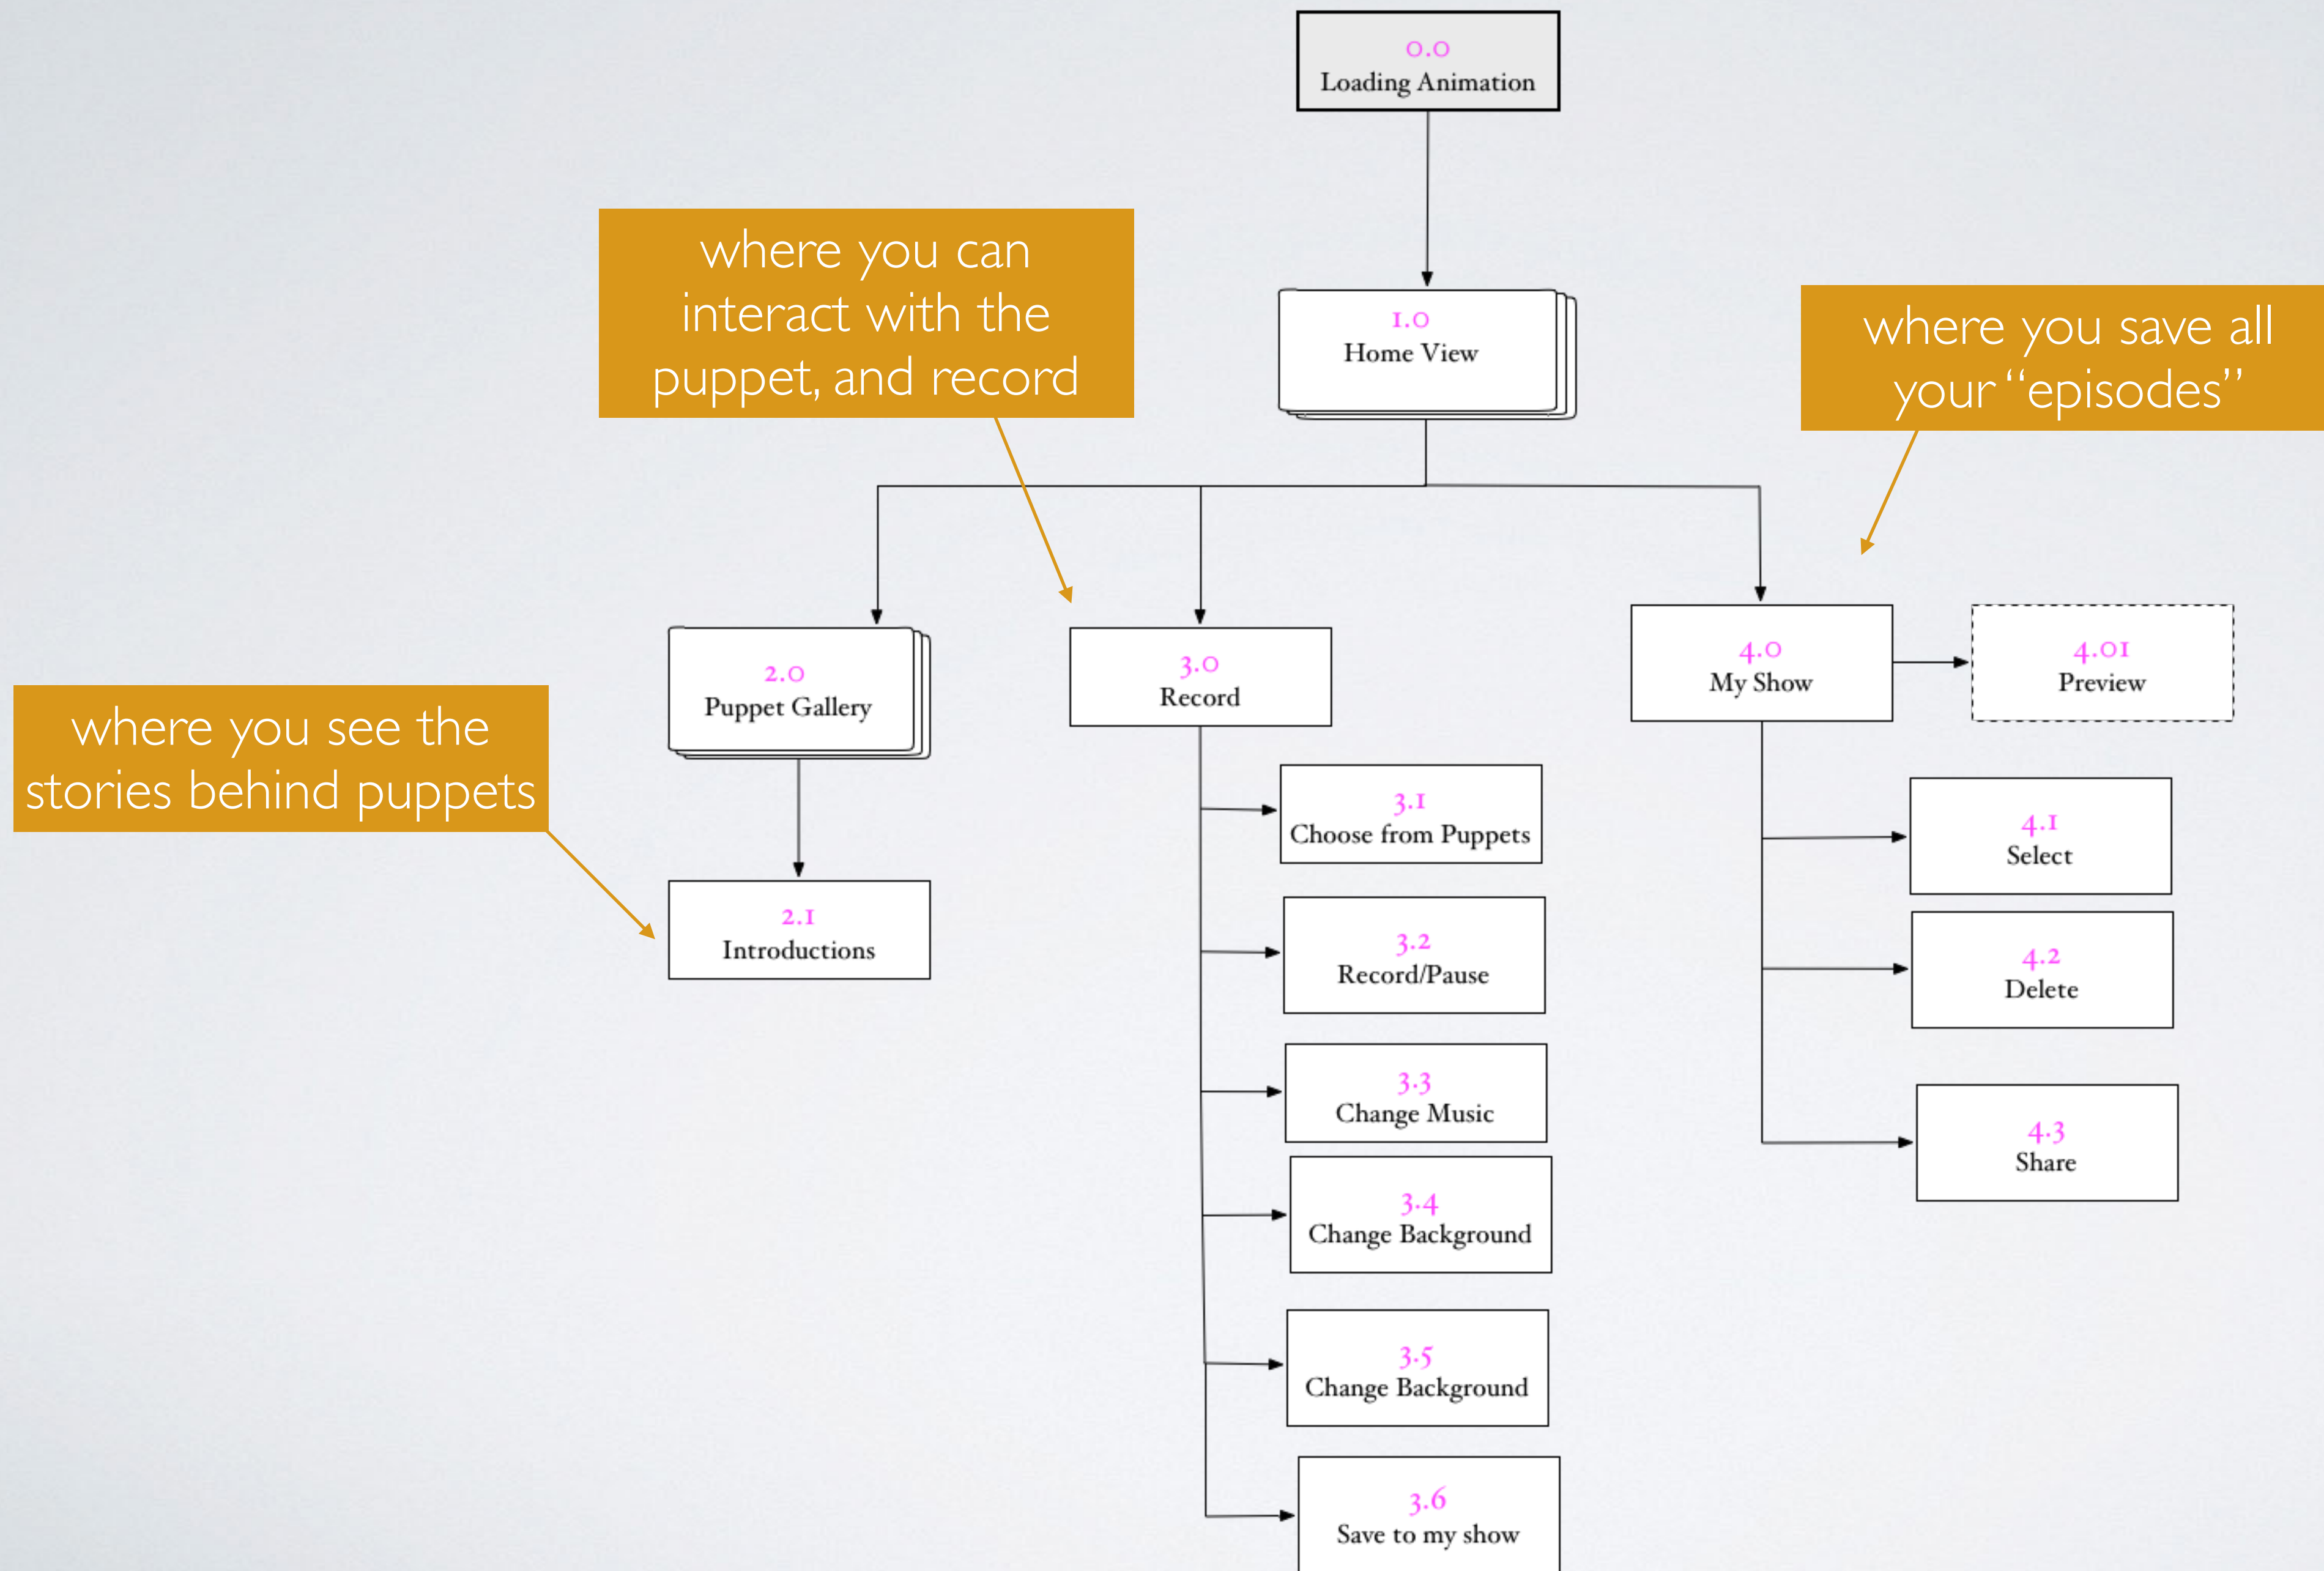 0.0
Loading Animation
where you can
interact with the
puppet, and record
1.0
Home View
where you save all
your “episodes”
where you see the
stories behind puppets
2.0
Puppet Gallery
2.1
Introductions
3.0
Record
3.1
Choose from Puppets
3.2
Record/Pause
3.3
Change Music
3.4
Change Background
3.5
Change Background
3.6
Save to my show
4.0
My Show
4.01
Preview
4.1
Select
4.2
Delete
4.3
Share